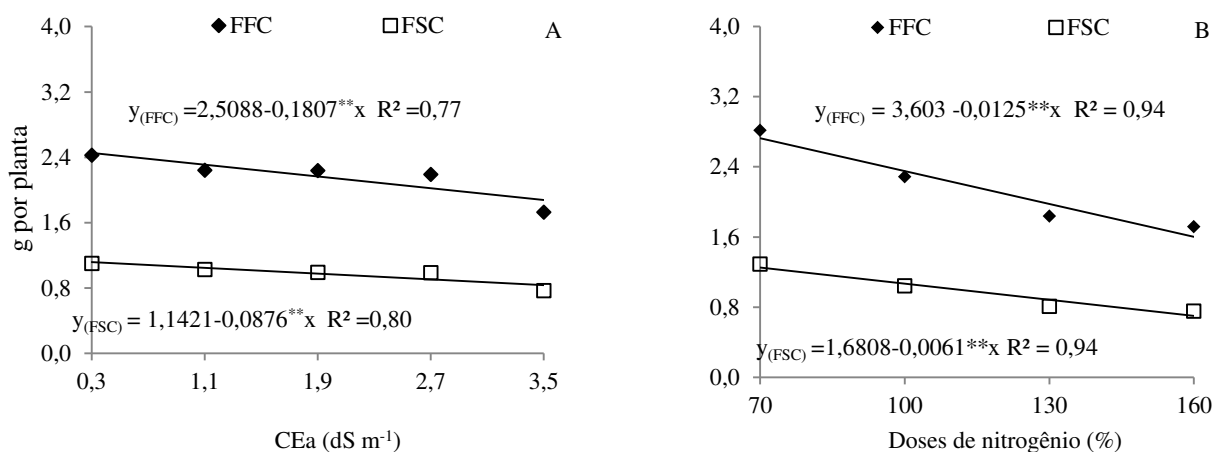 FFC FSC A
4,0
3,2
2,4
1,6
0,8
0,0
g por planta
y(FFC) =2,5088-0,1807**x R² =0,77
y(FSC) = 1,1421-0,0876**x R² =0,80
0,3 1,1 1,9 2,7 3,5
CEa (dS m-1)
FFC FSC B
4,0
3,2
2,4
1,6
0,8
0,0
y(FFC) = 3,603 -0,0125**x R² = 0,94
y(FSC) =1,6808-0,0061**x R² = 0,94
70 100 130 160
Doses de nitrogênio (%)